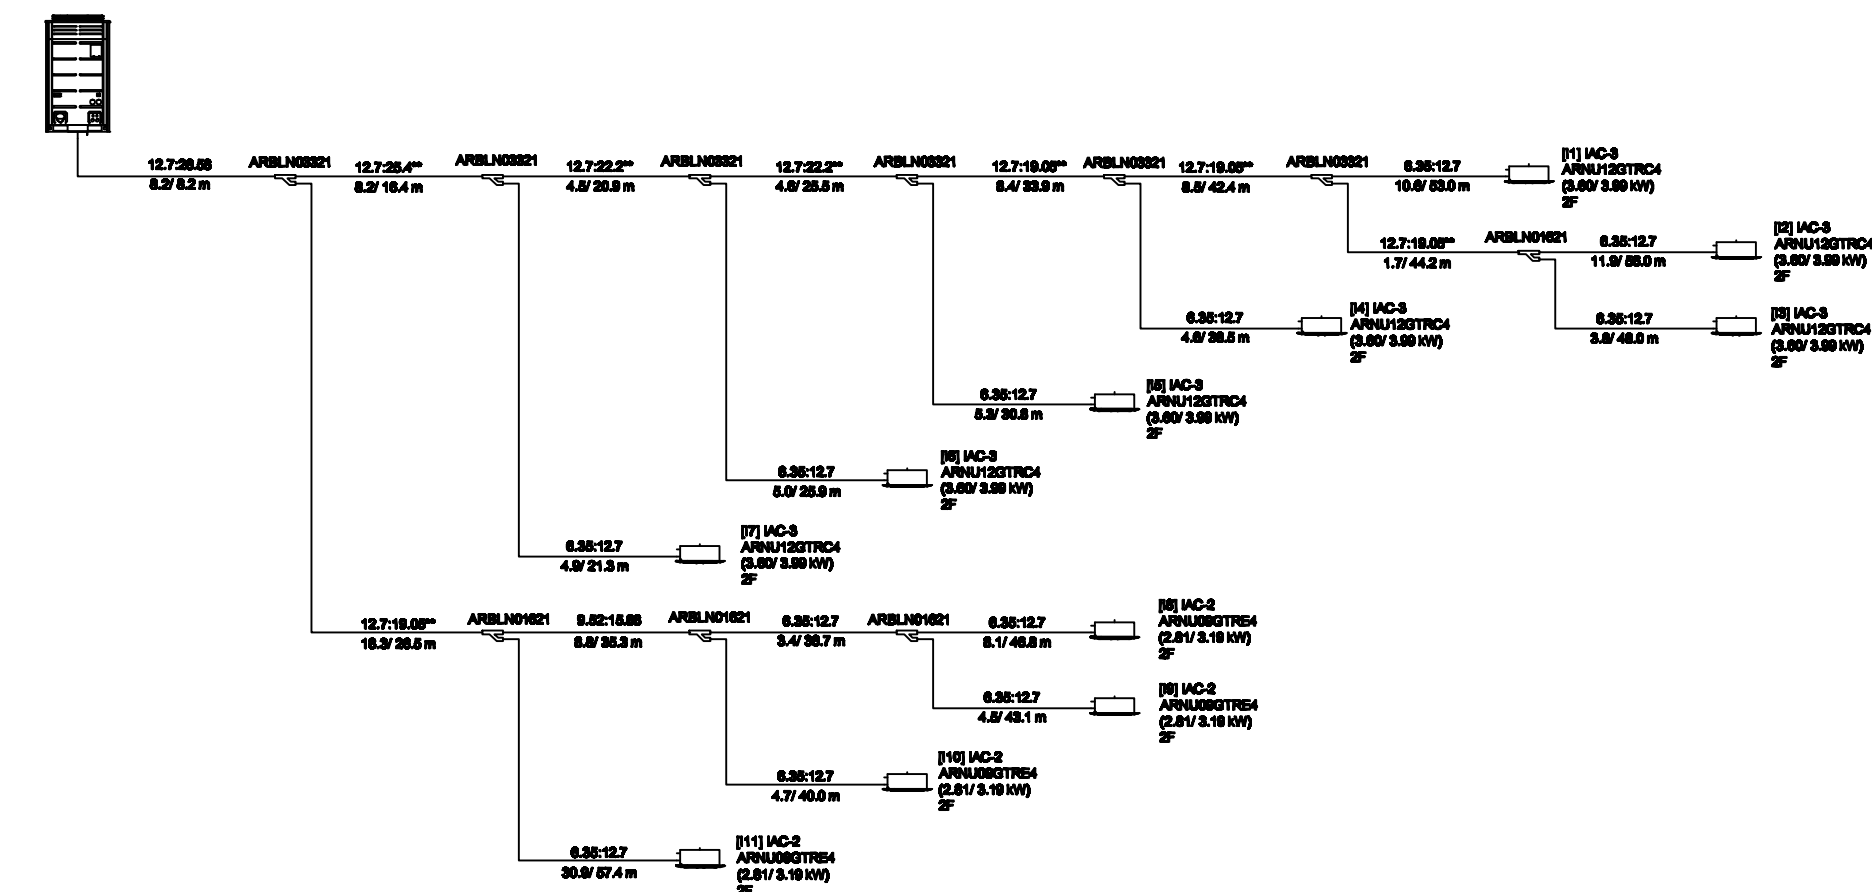 12.7:28.58
8.2/ 8.2 m
ARBLN03321
12.7:25.4**
8.2/ 16.4 m
ARBLN03321
12.7:22.2**
4.5/ 20.9 m
ARBLN03321
12.7:22.2**
4.6/ 25.5 m
ARBLN03321
12.7:19.05**
8.4/ 33.9 m
ARBLN03321
12.7:19.05**
8.5/ 42.4 m
ARBLN03321
6.35:12.7
10.6/ 53.0 m
[I1] IAC-3
ARNU12GTRC4
(3.60/ 3.99 kW)
2F
12.7:19.05**
1.7/ 44.2 m
ARBLN01621
6.35:12.7
11.9/ 56.0 m
[I2] IAC-3
ARNU12GTRC4
(3.60/ 3.99 kW)
2F
6.35:12.7
3.8/ 48.0 m
[I3] IAC-3
ARNU12GTRC4
(3.60/ 3.99 kW)
2F
6.35:12.7
4.6/ 38.5 m
[I4] IAC-3
ARNU12GTRC4
(3.60/ 3.99 kW)
2F
6.35:12.7
5.3/ 30.8 m
[I5] IAC-3
ARNU12GTRC4
(3.60/ 3.99 kW)
2F
6.35:12.7
5.0/ 25.9 m
[I6] IAC-3
ARNU12GTRC4
(3.60/ 3.99 kW)
2F
6.35:12.7
4.9/ 21.3 m
[I7] IAC-3
ARNU12GTRC4
(3.60/ 3.99 kW)
2F
12.7:19.05**
18.3/ 26.5 m
ARBLN01621
9.52:15.88
8.8/ 35.3 m
ARBLN01621
6.35:12.7
3.4/ 38.7 m
ARBLN01621
6.35:12.7
8.1/ 46.8 m
[I8] IAC-2
ARNU09GTRE4
(2.81/ 3.19 kW)
2F
6.35:12.7
4.5/ 43.1 m
[I9] IAC-2
ARNU09GTRE4
(2.81/ 3.19 kW)
2F
6.35:12.7
4.7/ 40.0 m
[I10] IAC-2
ARNU09GTRE4
(2.81/ 3.19 kW)
2F
6.35:12.7
30.9/ 57.4 m
[I11] IAC-2
ARNU09GTRE4
(2.81/ 3.19 kW)
2F